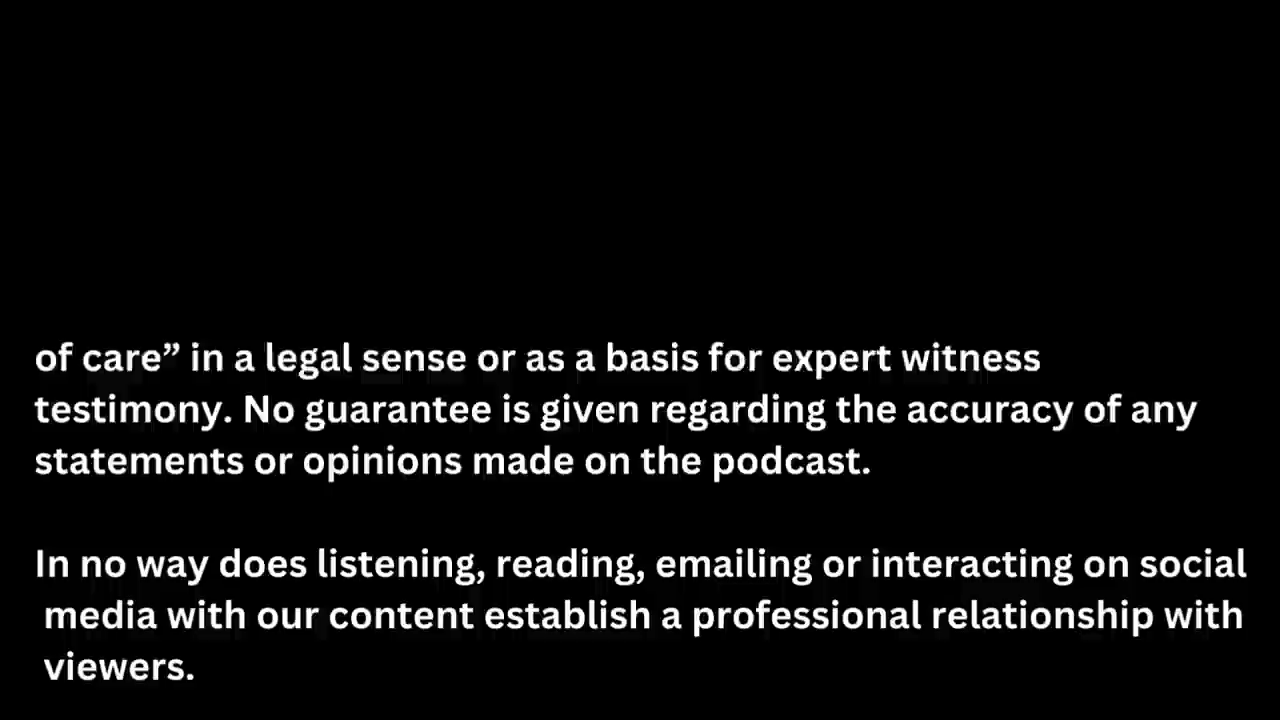 of care” in a legal sense or as a basis for expert witness
testimony. No guarantee is given regarding the accuracy of any
statements or opinions made on the podcast.
In no way does listening, reading, emailing or interacting on social
media with our content establish a professional relationship with
viewers.